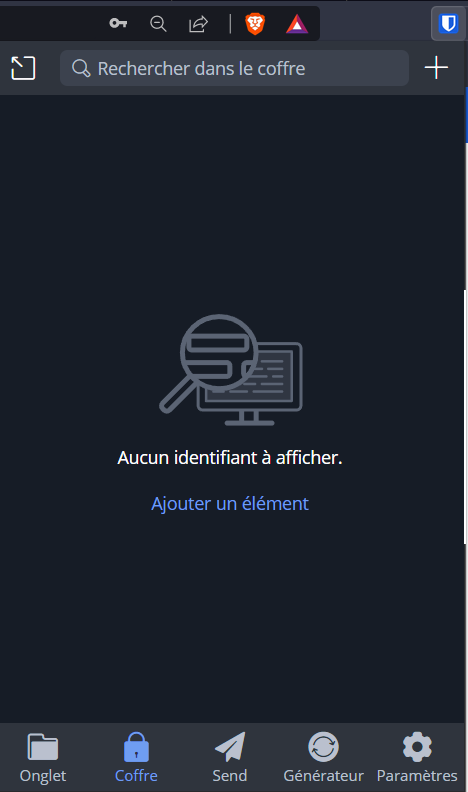 Rechercher dans le coffre
Aucun identifiant à afficher.
Ajouter un élément
Onglet
Coffre
Send
Générateur
Paramètres